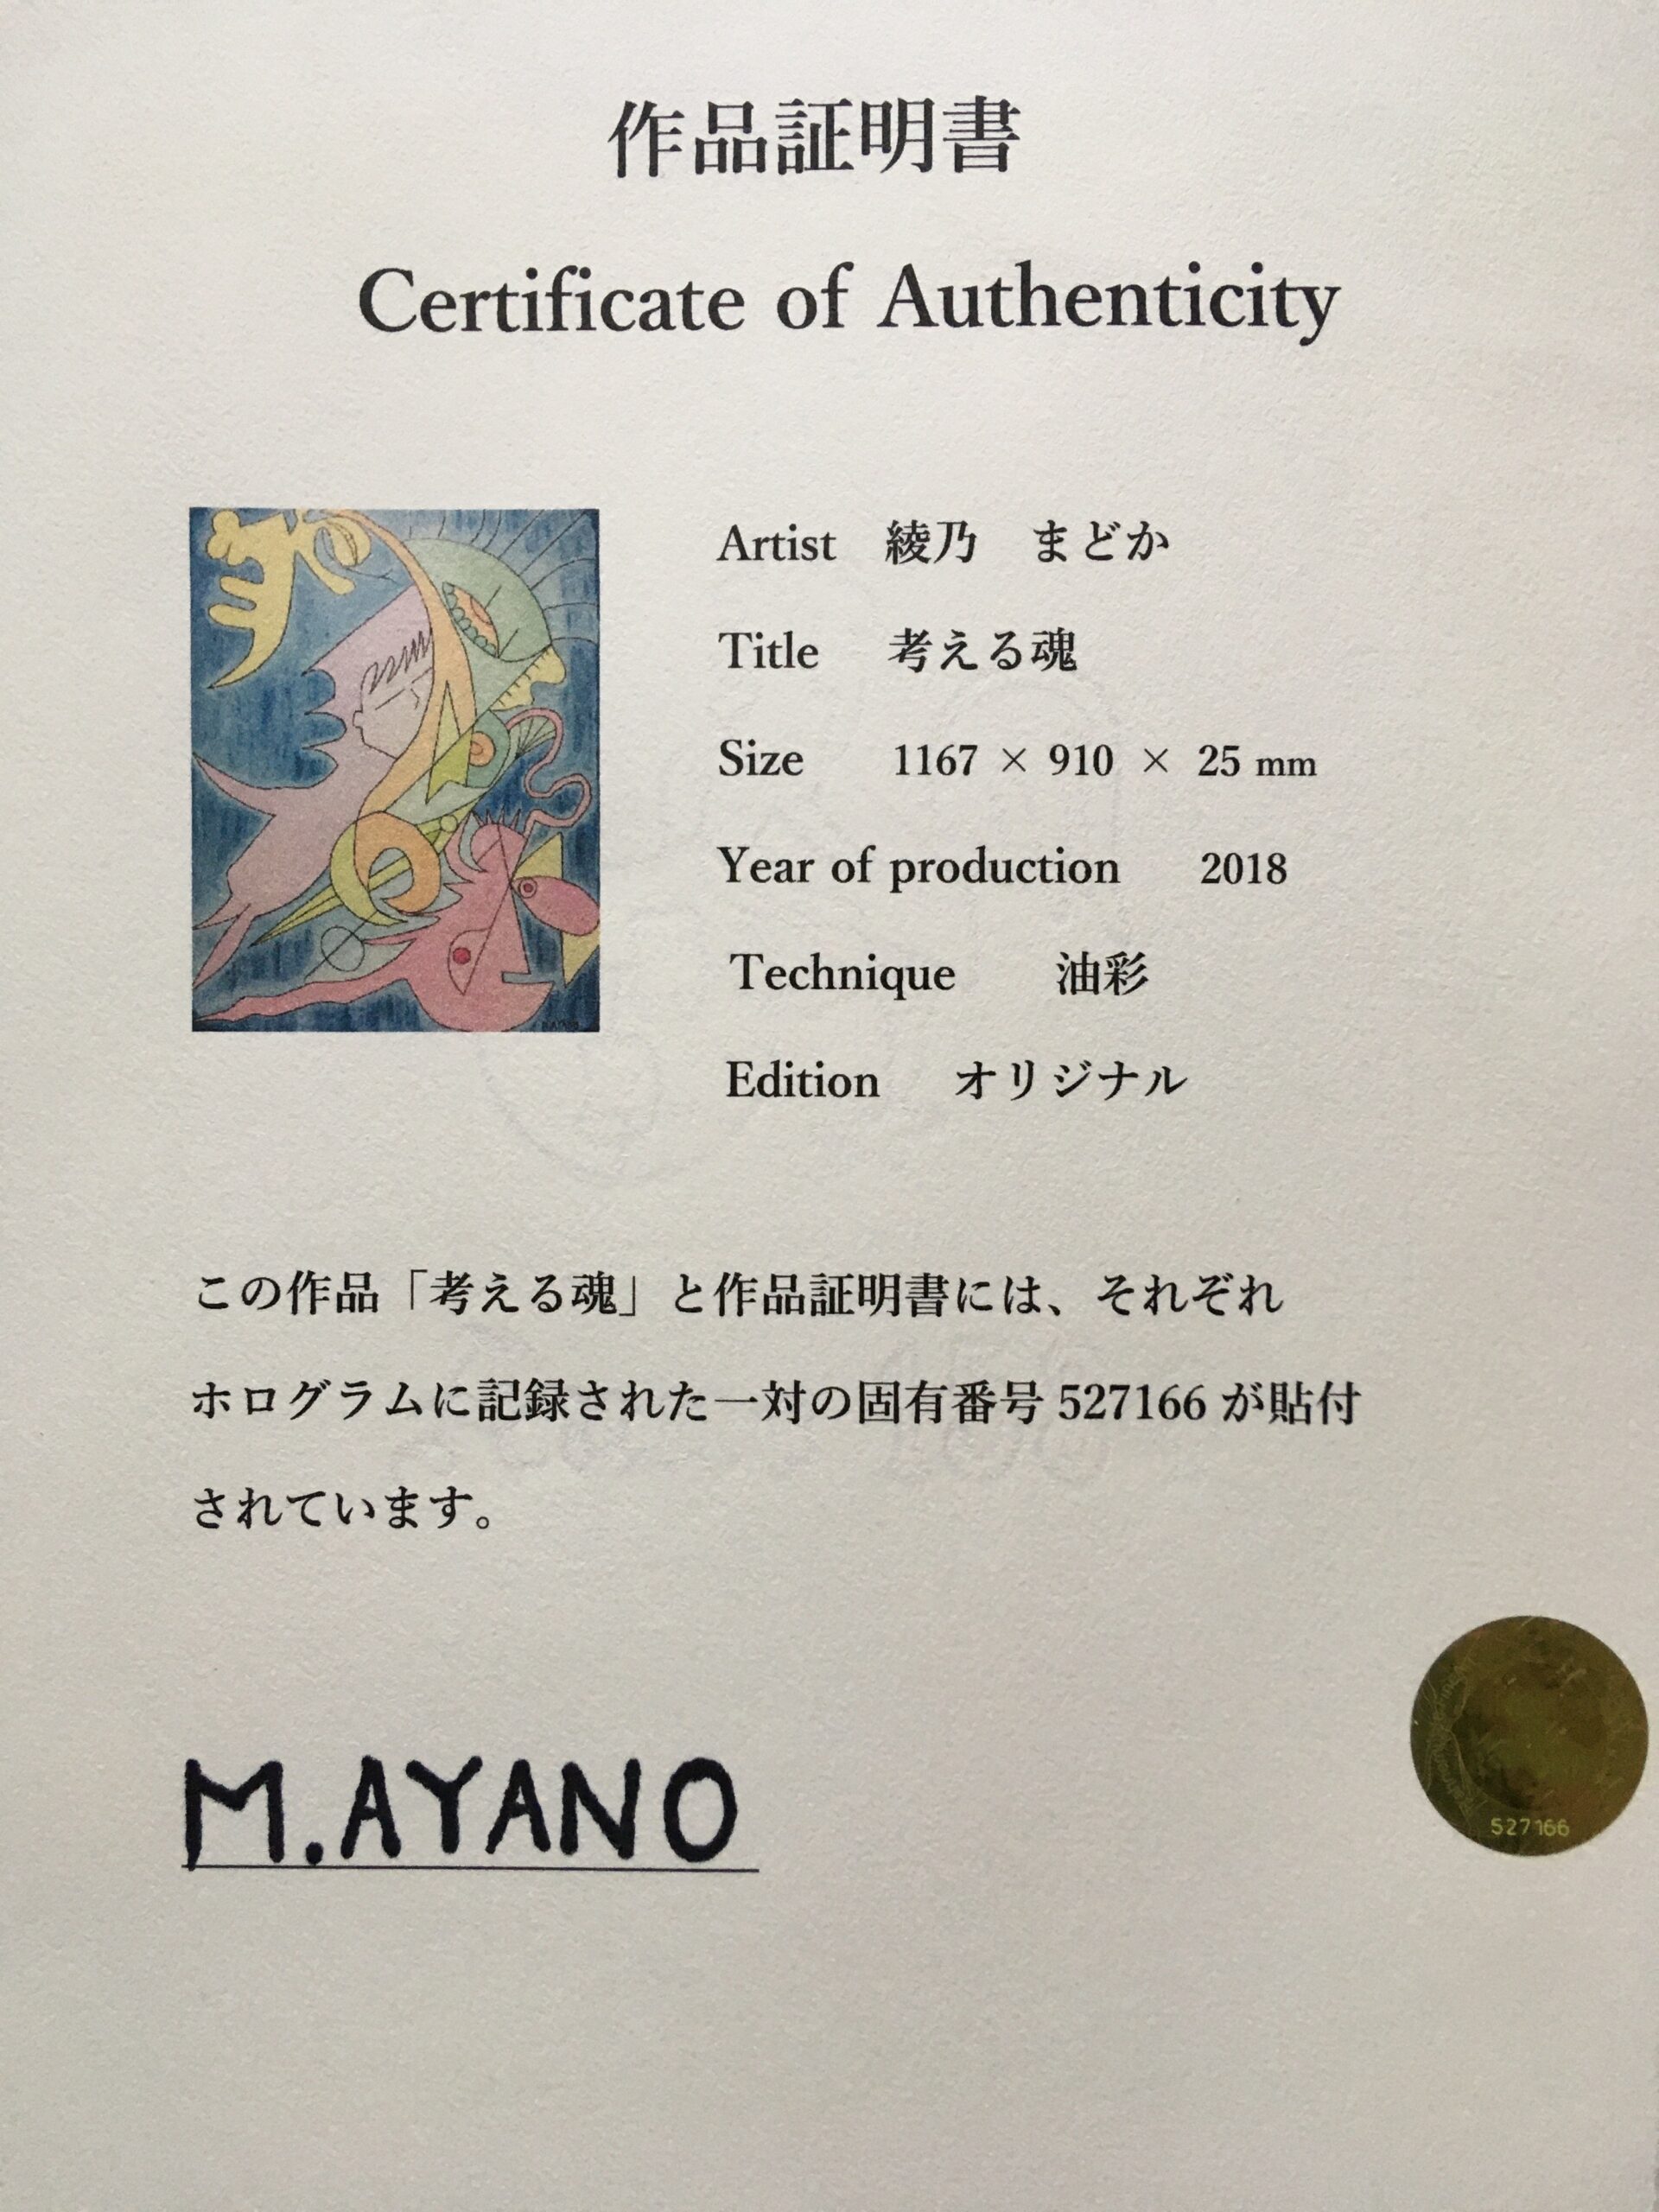 作品証明書
Certificate of Authenticity
Artist 綾乃 まどか
Title 考える魂
Size 1167 × 910 × 25 mm
Year of production 2018
Technique 油彩
Edition オリジナル
この作品「考える魂」と作品証明書には、それぞれ
ホログラムに記録された一対の固有番号 527166 が貼付
されています。
527166
M.AYANO